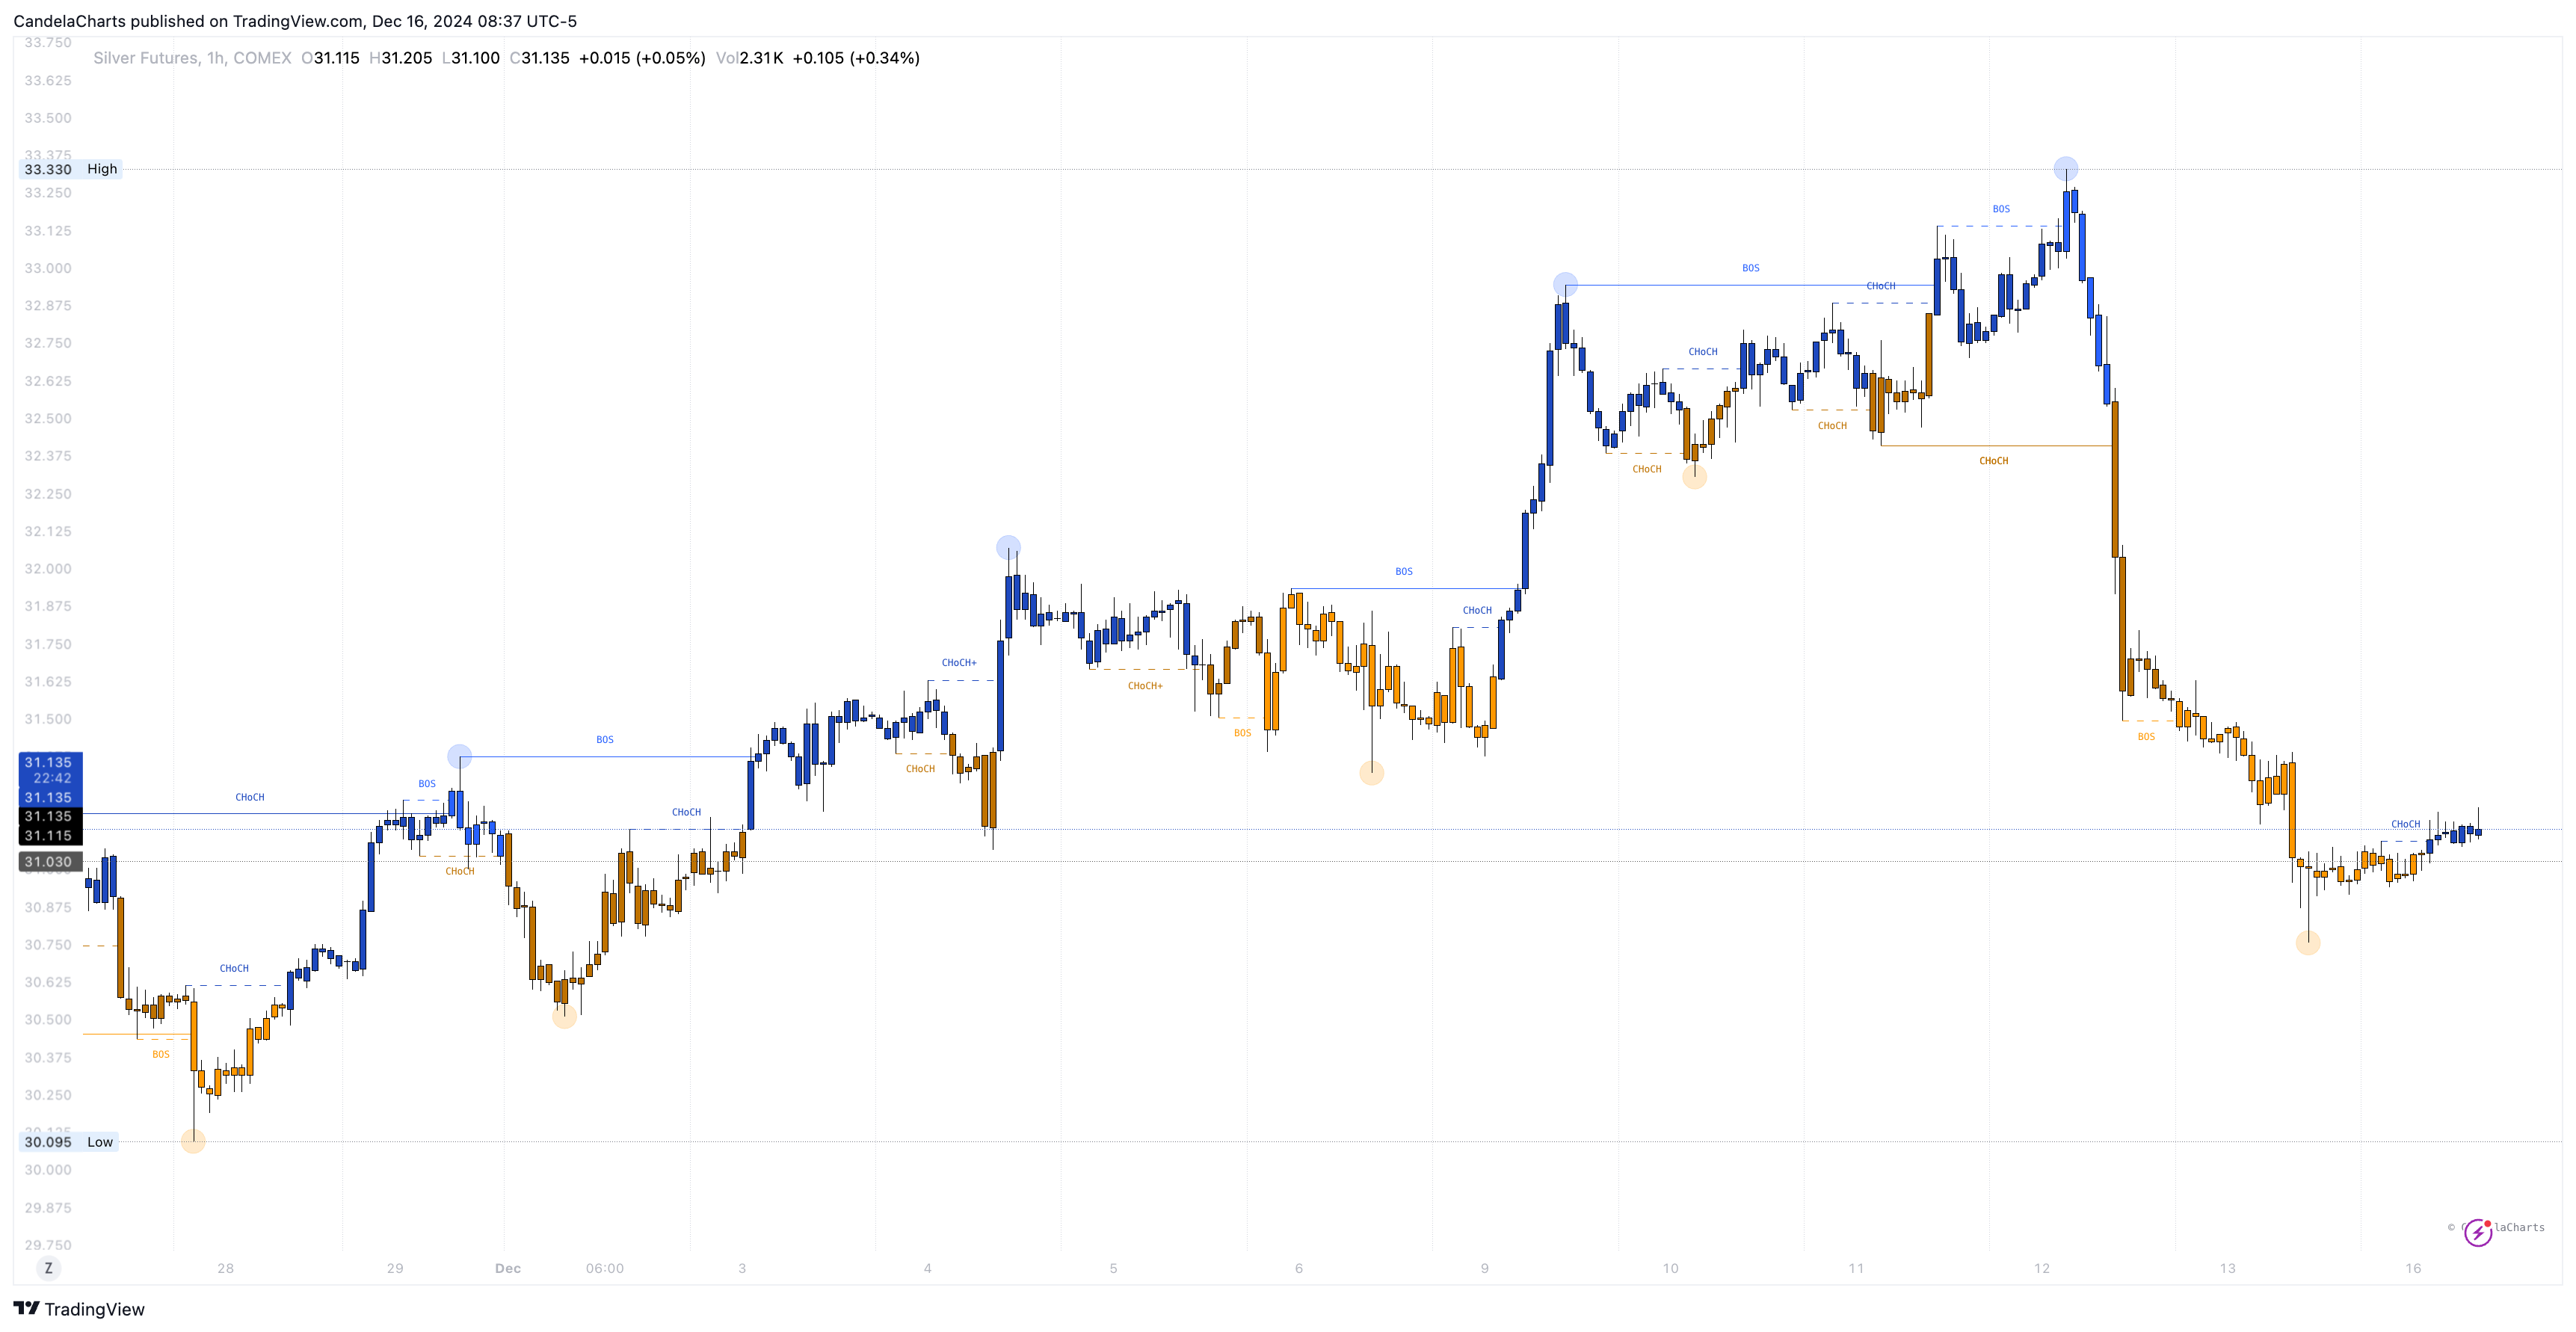 CandelaCharts published on TradingView.com, Dec 16, 2024 08:37 UTC-5
33.750
Silver Futures, 1h, COMEX O31.115 H31.205 L31.100 C31.135 +0.015 (+0.05%) Vol2.31K +0.105 (+0.34%)
33.625
33.500
33.375
33.330 High
33.250
BOS
33.125
33.000
BOS
CHoCH
32.875
32.750
CHoCH
32.625
32.500
CHoCH
32.375
CHoCH
CHoCH
32.250
32.125
32.000
BOS
31.875
CHoCH
31.750
CHoCH+
31.625
CHoCH+
31.500
BOS
BOS
BOS
31.135
CHoCH
22:42
BOS
CHoCH
31.135
31.135
CHoCH
CHoCH
31.115
31.030
CHoCH
30.875
30.750
CHoCH
30.625
30.500
BOS
30.375
30.250
30.125
30.095 Low
30.000
29.875
© laCharts
29.750
Z 28 29 Dec 06:00 3 4 5 6 9 10 11 12 13 16
TradingView